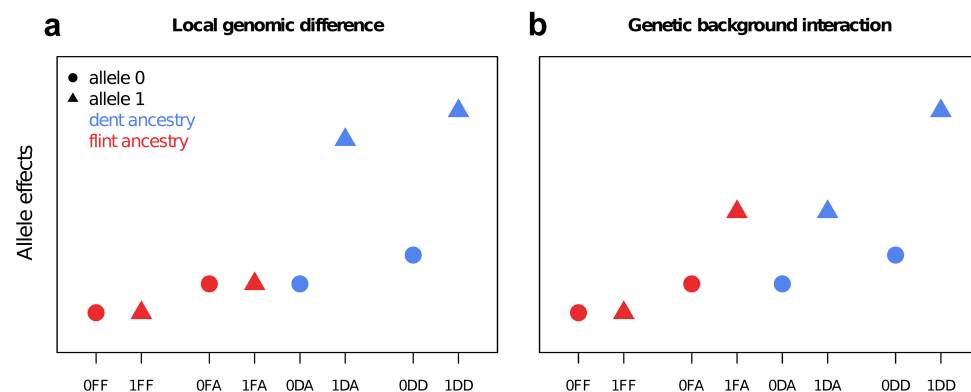 a
Local genomic difference
allele 0
allele 1
dent ancestry
flint ancestry
Allele effects
0FF 1FF 0FA 1FA 0DA 1DA 0DD 1DD
b
Genetic background interaction
0FF 1FF 0FA 1FA 0DA 1DA 0DD 1DD